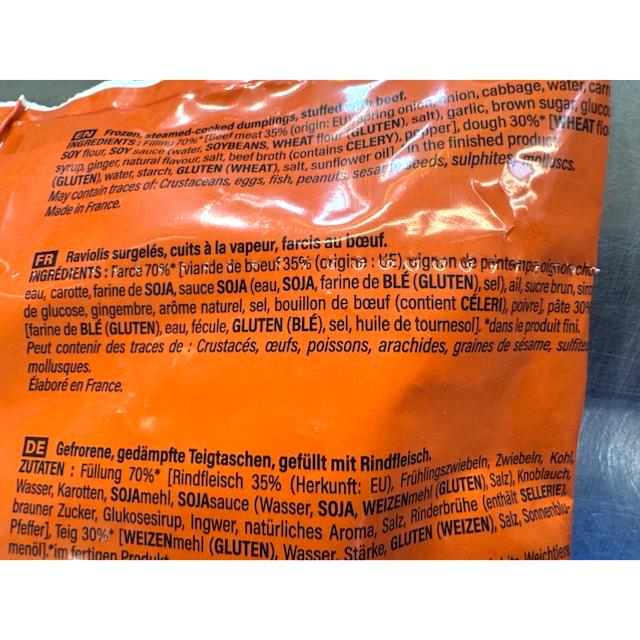 EN Frozen, steamed-cooked dumplings, stuffed with beef.
INGREDIENTS: Filling 70%* [Beef meat 35% (origin: EU), spring onion, onion, cabbage, water, carr
SOY flour, SOY sauce (water, SOYBEANS, WHEAT flour (GLUTEN), salt), garlic, brown sugar, glucos
syrup, ginger, natural flavour, salt, beef broth (contains CELERY), pepper], dough 30%* [WHEAT flo
(GLUTEN), water, starch, GLUTEN (WHEAT), salt, sunflower oil]. *In the finished product.
May contain traces of: Crustaceans, eggs, fish, peanuts, sesame seeds, sulphites, molluscs.
Made in France.
FR Raviolis surgelés, cuits à la vapeur, farcis au bœuf.
INGRÉDIENTS : Farce 70%* [viande de bœuf 35% (origine : UE), oignon de printemps, oignon, chou,
eau, carotte, farine de SOJA, sauce SOJA (eau, SOJA, farine de BLÉ (GLUTEN), sel), ail, sucre brun, siro
de glucose, gingembre, arôme naturel, sel, bouillon de bœuf (contient CÉLERI), poivre], pâte 30%
[farine de BLÉ (GLUTEN), eau, fécule, GLUTEN (BLÉ), sel, huile de tournesol]. *dans le produit fini.
Peut contenir des traces de : Crustacés, œufs, poissons, arachides, graines de sésame, sulfites,
mollusques.
Élaboré en France.
DE Gefrorene, gedämpfte Teigtaschen, gefüllt mit Rindfleisch.
ZUTATEN : Füllung 70%* [Rindfleisch 35% (Herkunft: EU), Frühlingszwiebeln, Zwiebeln, Kohl,
Wasser, Karotten, SOJAmehl, SOJAsauce (Wasser, SOJA, WEIZENmehl (GLUTEN), Salz), Knoblauch,
brauner Zucker, Glukosesirup, Ingwer, natürliches Aroma, Salz, Rinderbrühe (enthält SELLERIE),
Pfeffer], Teig 30%* [WEIZENmehl (GLUTEN), Wasser, Stärke, GLUTEN (WEIZEN), Salz, Sonnenblu-
menöl].*im fertigen Produkt. Weichtiere